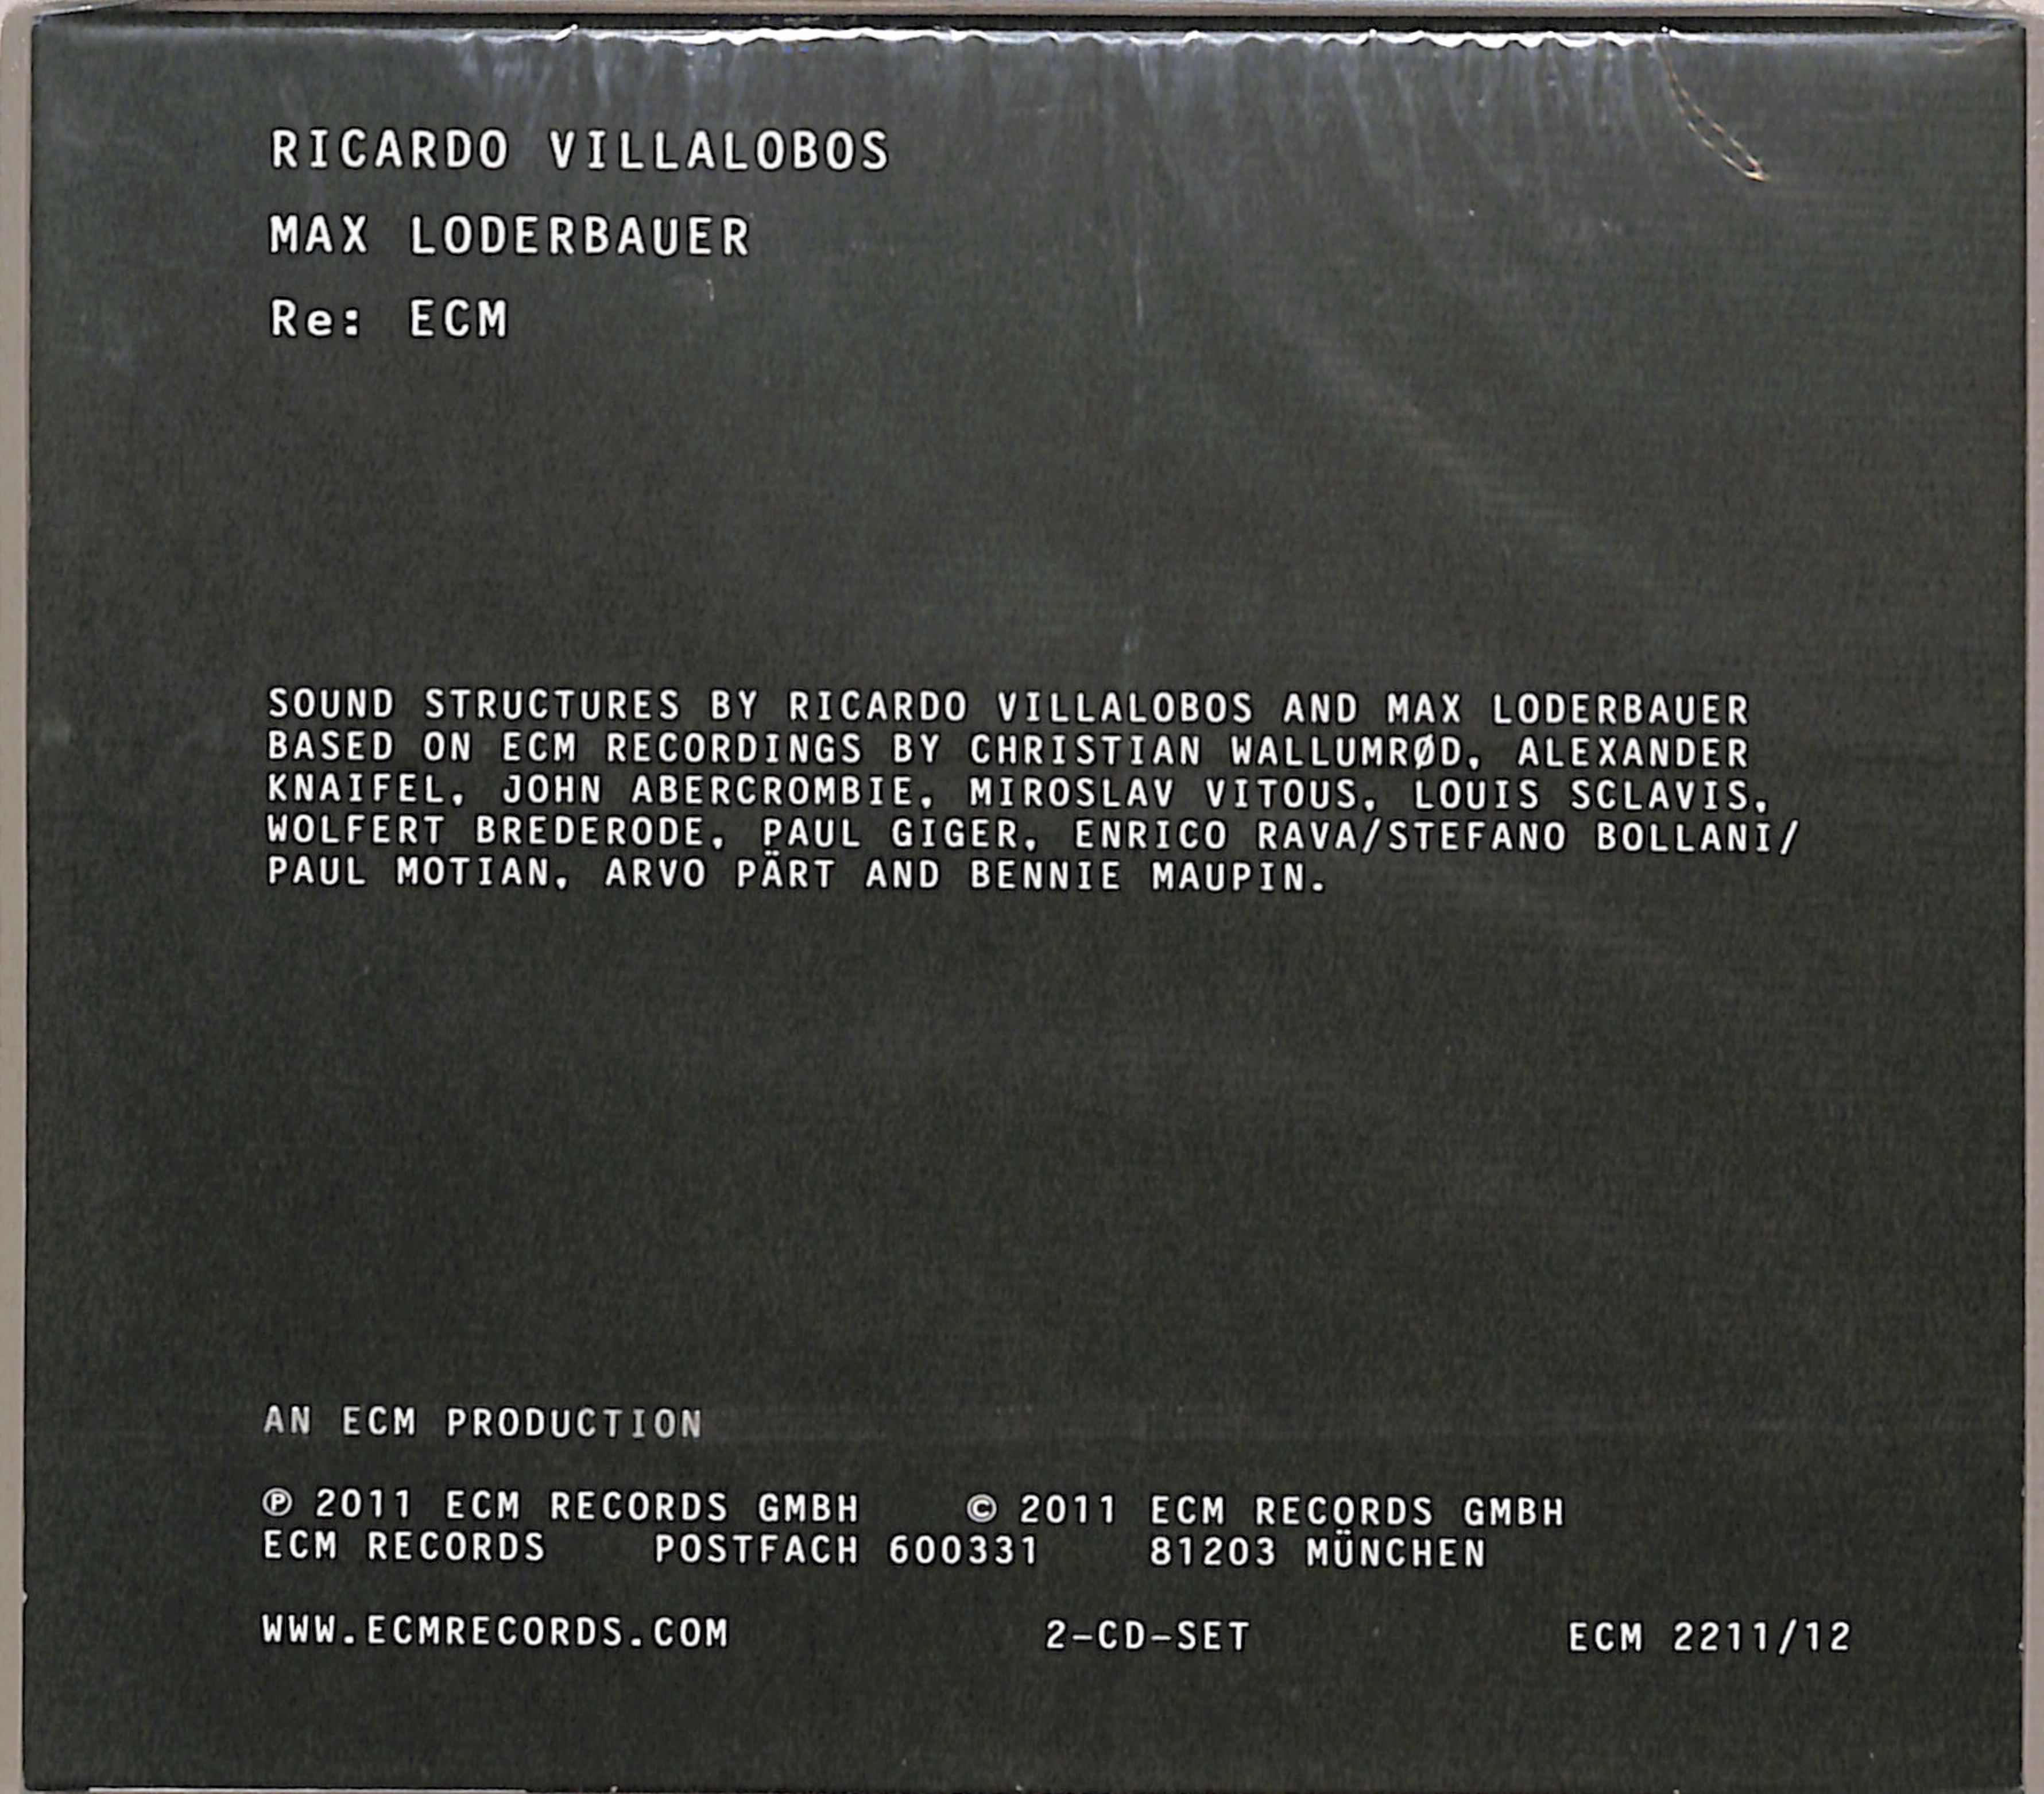 RICARDO VILLALOBOS
MAX LODERBAUER
Re: ECM
SOUND STRUCTURES BY RICARDO VILLALOBOS AND MAX LODERBAUER
BASED ON ECM RECORDINGS BY CHRISTIAN WALLUMRØD, ALEXANDER
KNAIFEL, JOHN ABERCROMBIE, MIROSLAV VITOUS, LOUIS SCLAVIS,
WOLFERT BREDERODE, PAUL GIGER, ENRICO RAVA/STEFANO BOLLANI/
PAUL MOTIAN, ARVO PÄRT AND BENNIE MAUPIN.
AN ECM PRODUCTION
℗ 2011 ECM RECORDS GMBH © 2011 ECM RECORDS GMBH
ECM RECORDS POSTFACH 600331 81203 MÜNCHEN
WWW.ECMRECORDS.COM 2-CD-SET ECM 2211/12